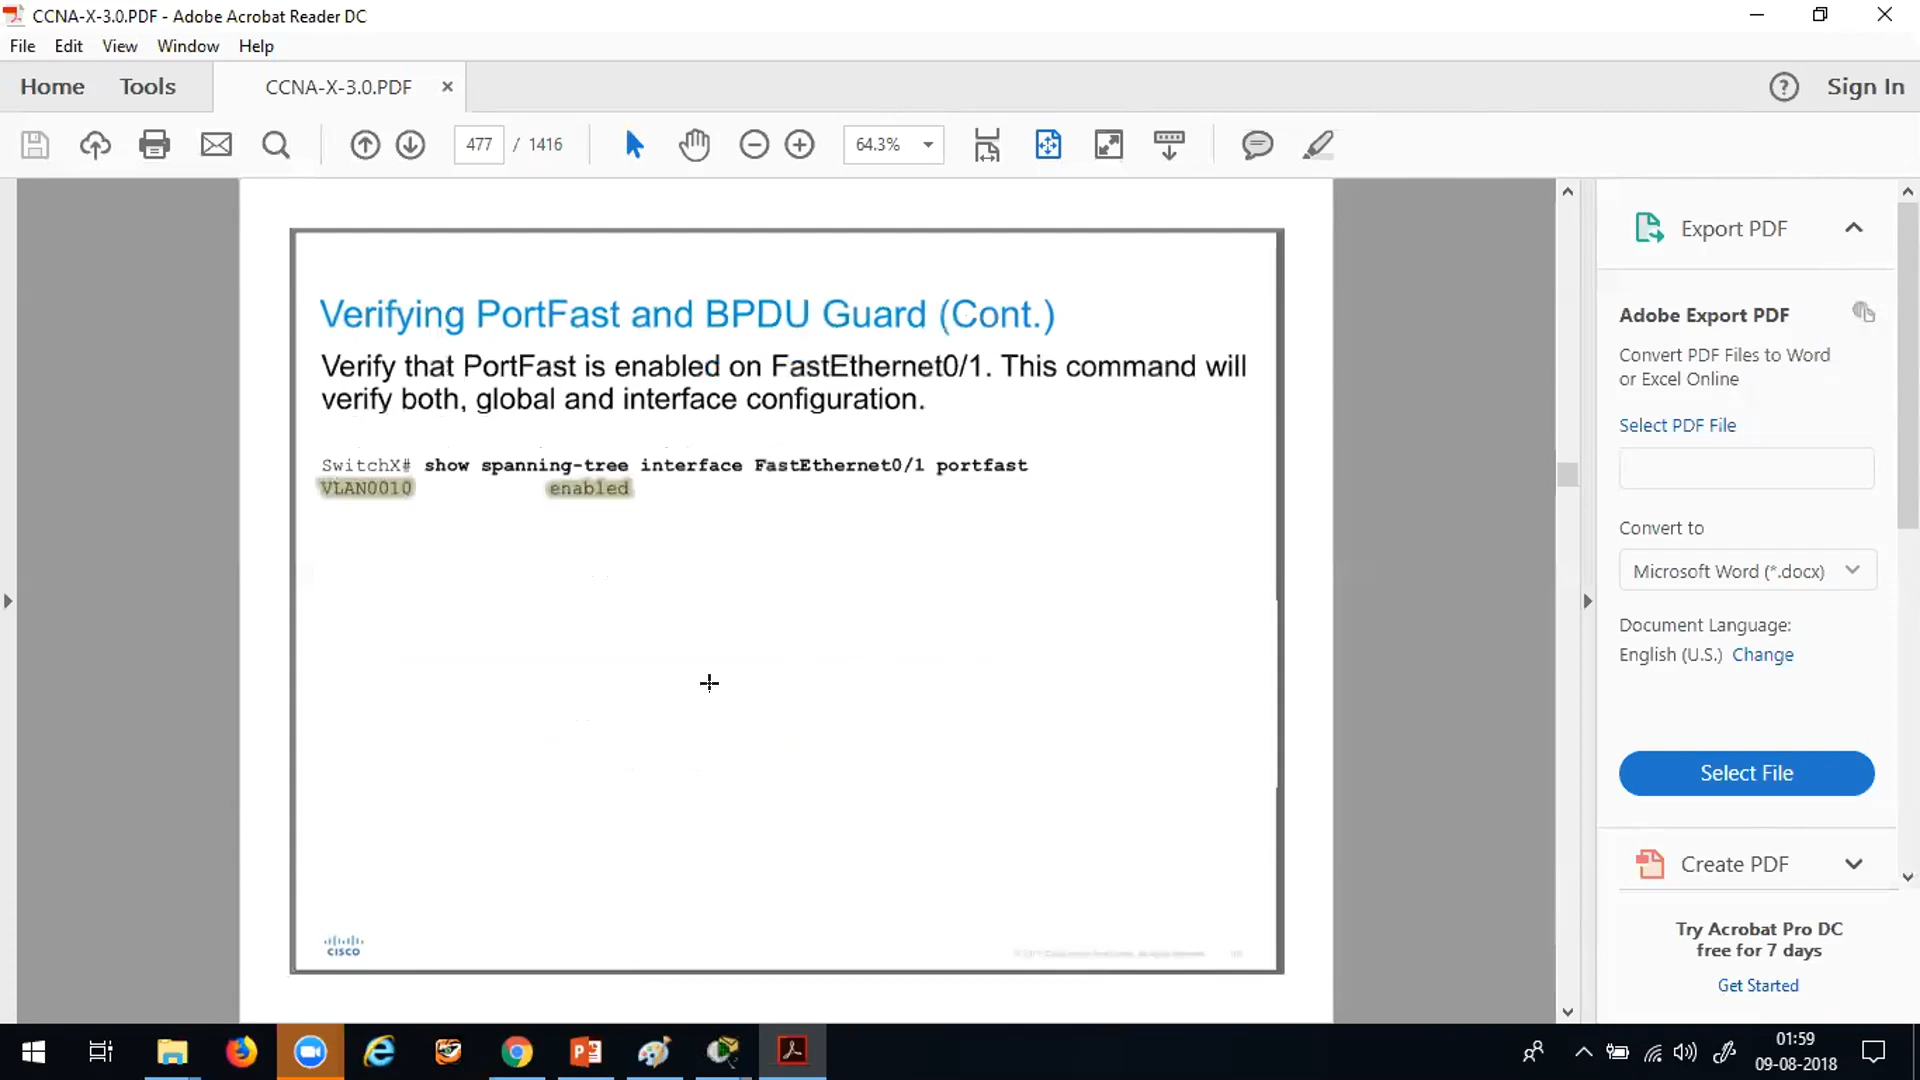 CCNA-X-3.0.PDF - Adobe Acrobat Reader DC
File Edit View Window Help
Home Tools CCNA-X-3.0.PDF × Sign In
477 / 1416 64.3%
Verifying PortFast and BPDU Guard (Cont.)
Verify that PortFast is enabled on FastEthernet0/1. This command will
verify both, global and interface configuration.
SwitchX# show spanning-tree interface FastEthernet0/1 portfast
VLAN0010 enabled
CISCO
Export PDF
Adobe Export PDF
Convert PDF Files to Word
or Excel Online
Select PDF File
Convert to
Microsoft Word (*.docx)
Document Language:
English (U.S.) Change
Select File
Create PDF
Try Acrobat Pro DC
free for 7 days
Get Started
01:59
09-08-2018